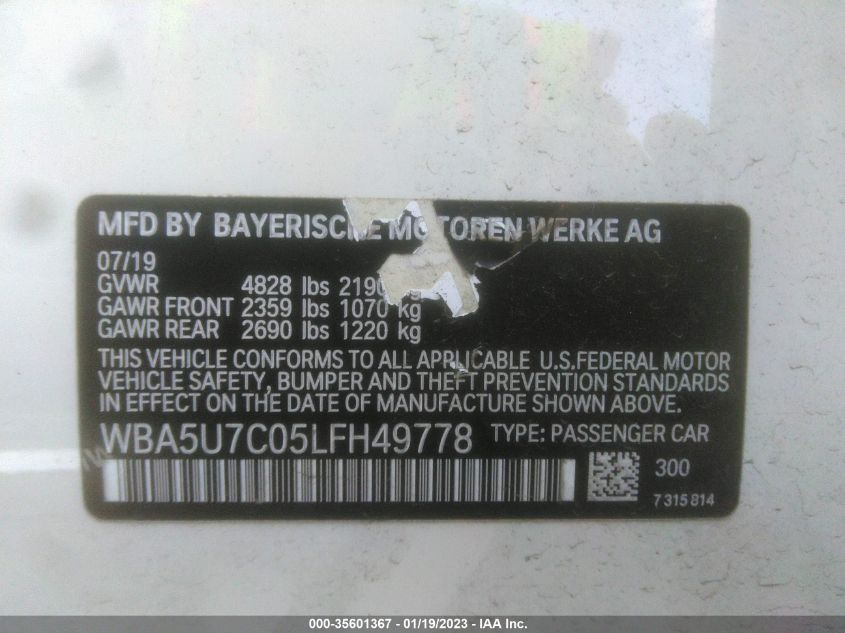 MFD BY BAYERISCHE MOTOREN WERKE AG
07/19
GVWR 4828 lbs 2190
GAWR FRONT 2359 lbs 1070 kg
GAWR REAR 2690 lbs 1220 kg
THIS VEHICLE CONFORMS TO ALL APPLICABLE U.S.FEDERAL MOTOR
VEHICLE SAFETY, BUMPER AND THEFT PREVENTION STANDARDS
IN EFFECT ON THE DATE OF MANUFACTURE SHOWN ABOVE.
WBA5U7C05LFH49778 TYPE: PASSENGER CAR
300
7 315 814
000-35601367 - 01/19/2023 - IAA Inc.